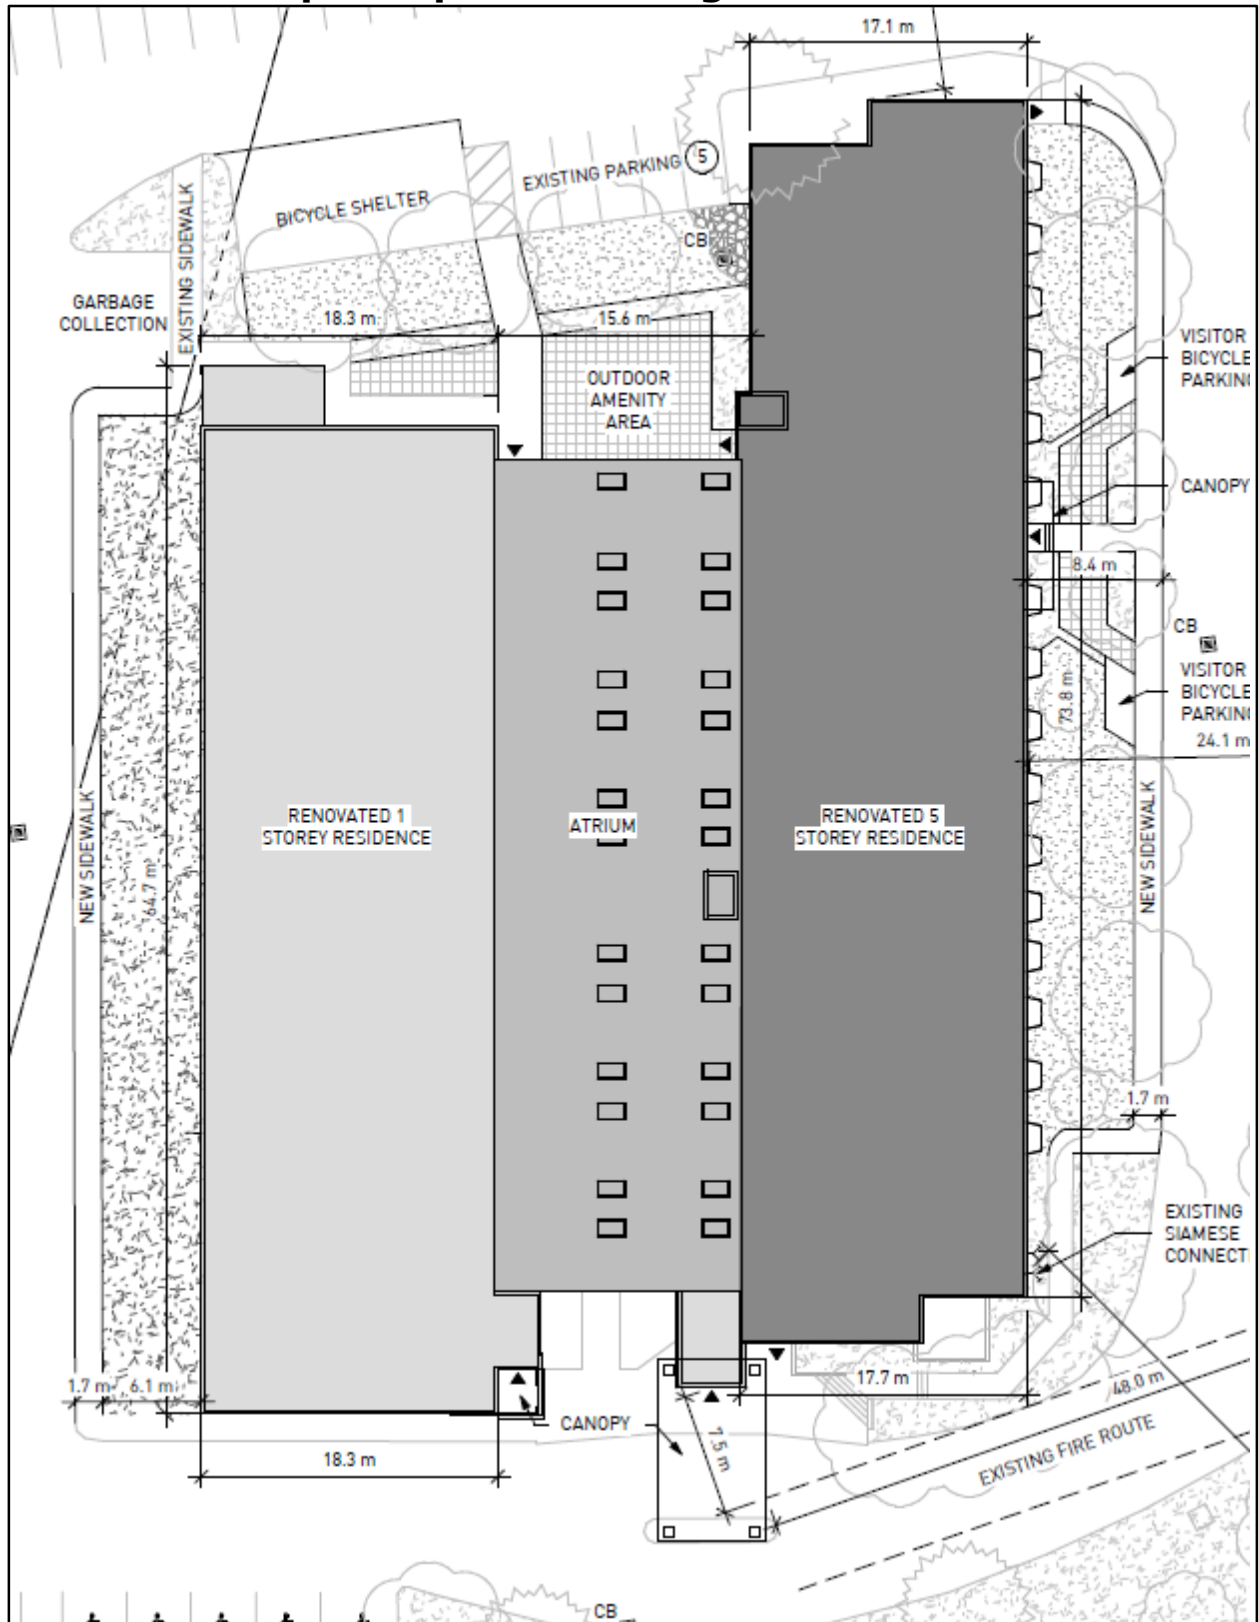 17.1 m
EXISTING PARKING
5
BICYCLE SHELTER
EXISTING SIDEWALK
CB
GARBAGE
COLLECTION
18.3 m
15.6 m
VISITOR
BICYCLE
PARKING
OUTDOOR
AMENITY
AREA
CANOPY
8.4 m
CB
VISITOR
BICYCLE
PARKING
73.8 m
24.1 m
RENOVATED 1
STOREY RESIDENCE
ATRIUM
RENOVATED 5
STOREY RESIDENCE
NEW SIDEWALK
64.7 m
NEW SIDEWALK
1.7 m
EXISTING
SIAMESE
CONNECT
1.7 m
6.1 m
17.7 m
48.0 m
CANOPY
7.5 m
EXISTING FIRE ROUTE
18.3 m
CB